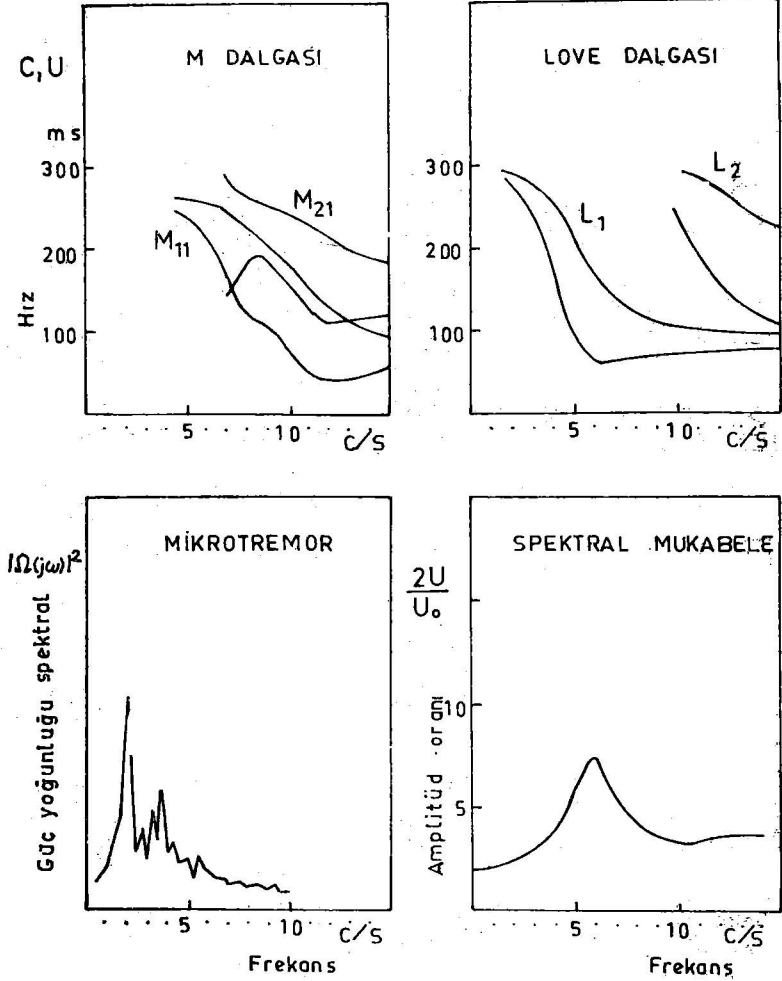 M DALGASI
C,U
m s
300
200
100
Hız
M21
M11
5
10
C/S
LOVE DALGASI
300
200
100
L1
L2
5
10
C/S
MİKROTREMOR
|Ω(jω)|²
Güç yoğunluğu spektral
5
10
C/S
Frekans
SPEKTRAL MUKABELE
2U
U₀
Amplitüd oranı
10
5
5
10
C/S
Frekans